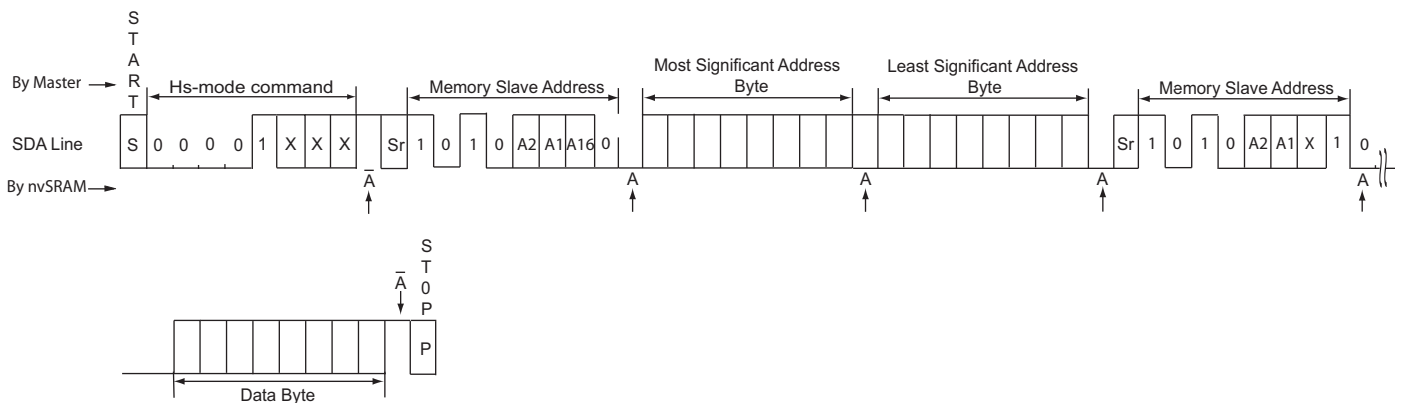 START
By Master
Hs-mode command
Memory Slave Address
Most Significant Address
Byte
Least Significant Address
Byte
Memory Slave Address
SDA Line
S 0 0 0 0 1 X X X Sr 1 0 1 0 A2 A1 A16 0 Sr 1 0 1 0 A2 A1 X 1 0
By nvSRAM
A̅ A A A A
A̅
ST0P
P
Data Byte